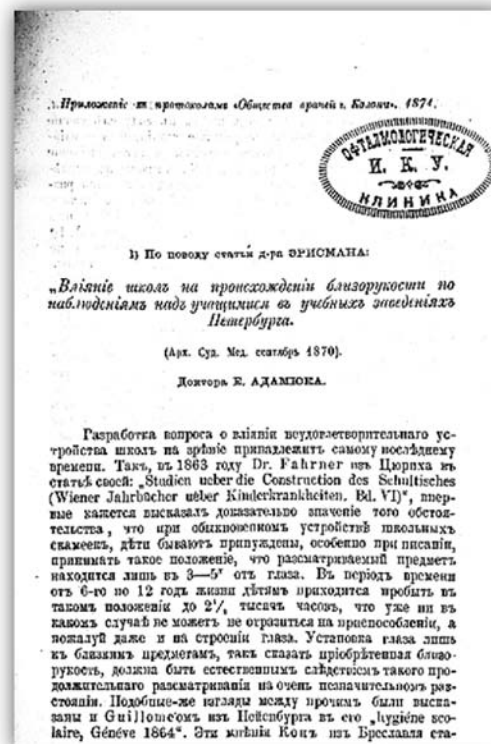 Приложеніе къ протоколамъ «Общества врачей г. Казани». 1871.
ОФТАЛМОЛОГИЧЕСКАЯ
И. К. У.
КЛИНИКА
1) По поводу статьи д-ра ЭРИСМАНА:
„Вліяніе школъ на происхожденіи близорукости по
наблюденіямъ надъ учащимися въ учебныхъ заведеніяхъ
Петербурга.
(Арх. Суд. Мед. сентябрь 1870).
Доктора Е. АДАМЮКА.
Разработка вопроса о вліяніи неудовлетворительнаго ус-
тройства школъ на зрѣніе принадлежитъ самому послѣднему
времени. Такъ, въ 1863 году Dr. Fahrner изъ Цюриха въ
статьѣ своей: „Studien ueber die Construction des Schultisches
(Wiener Jahrbücher ueber Kinderkrankheiten. Bd. VI)“, впер-
вые кажется высказалъ доказательно значеніе того обстоя-
тельства, что при обыкновенномъ устройствѣ школьныхъ
скамеекъ, дѣти бываютъ принуждены, особенно при писаніи,
принимать такое положеніе, что разсматриваемый предметъ
находится лишь въ 3—5" отъ глаза. Въ періодъ времени
отъ 6-го по 12 годъ жизни дѣтямъ приходится пробыть въ
такомъ положеніи до 2½ тысячъ часовъ, что уже ни въ
какомъ случаѣ не можетъ не отразиться на приспособленіи, а
пожалуй даже и на строеніи глаза. Установка глаза лишь
къ близкимъ предметамъ, такъ сказать пріобрѣтенная близо-
рукость, должна быть естественнымъ слѣдствіемъ такого про-
должительнаго разсматриванія на очень незначительномъ раз-
стояніи. Подобныя-же взгляды между прочимъ были выска-
заны и Guillome'омъ изъ въ его „hygiéne sco-
laire, Genéve 1864“. Эти мнѣнія Конъ изъ Бреславля ста-